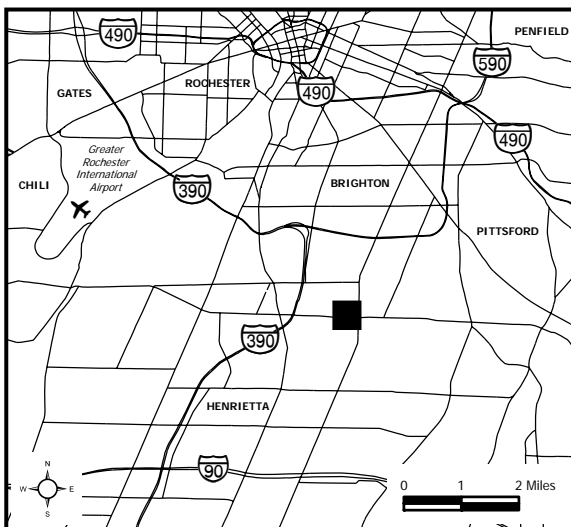 490
PENFIELD
590
GATES
ROCHESTER
490
490
Greater
Rochester
International
Airport
CHILI
390
BRIGHTON
PITTSFORD
390
HENRIETTA
90
N
W E
S
0 1 2 Miles